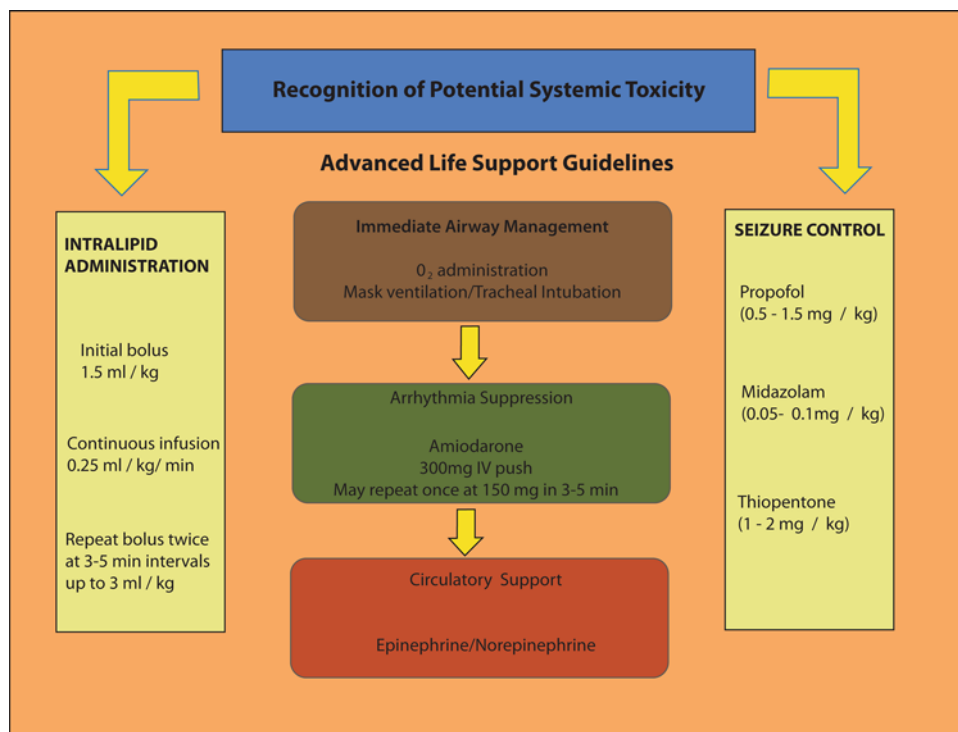 Recognition of Potential Systemic Toxicity
Advanced Life Support Guidelines
INTRALIPID
ADMINISTRATION
Initial bolus
1.5 ml / kg
Continuous infusion
0.25 ml / kg/ min
Repeat bolus twice
at 3-5 min intervals
up to 3 ml / kg
Immediate Airway Management
0₂ administration
Mask ventilation/Tracheal Intubation
Arrhythmia Suppression
Amiodarone
300mg IV push
May repeat once at 150 mg in 3-5 min
Circulatory Support
Epinephrine/Norepinephrine
SEIZURE CONTROL
Propofol
(0.5 - 1.5 mg / kg)
Midazolam
(0.05- 0.1mg / kg)
Thiopentone
(1 - 2 mg / kg)